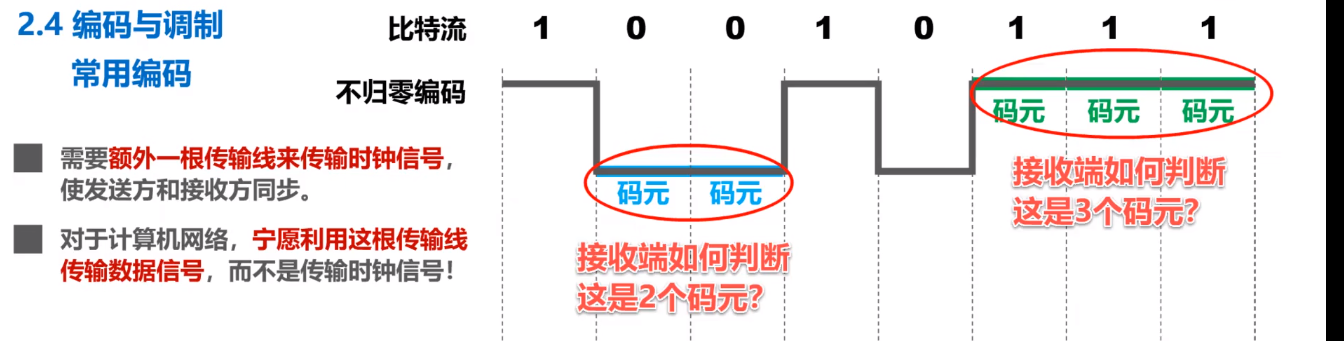 2.4 编码与调制
常用编码
比特流 1 0 0 1 0 1 1 1
不归零编码
码元 码元 码元
码元 码元
需要额外一根传输线来传输时钟信号，
使发送方和接收方同步。
对于计算机网络，宁愿利用这根传输线
传输数据信号，而不是传输时钟信号！
接收端如何判断
这是2个码元？
接收端如何判断
这是3个码元？